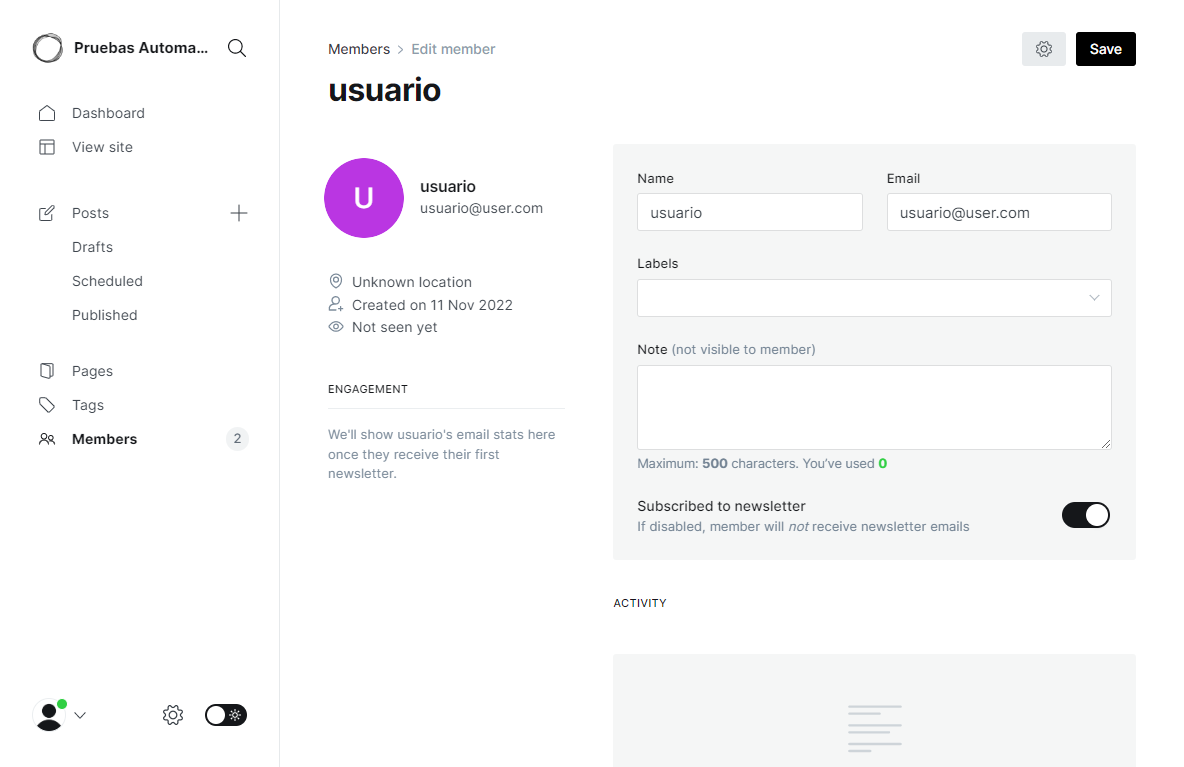 Pruebas Automa...
Dashboard
View site
Posts
Drafts
Scheduled
Published
Pages
Tags
Members
2
Members > Edit member
Save
usuario
U
usuario
usuario@user.com
Unknown location
Created on 11 Nov 2022
Not seen yet
ENGAGEMENT
We'll show usuario's email stats here
once they receive their first
newsletter.
Name
Email
usuario
usuario@user.com
Labels
Note (not visible to member)
Maximum: 500 characters. You've used 0
Subscribed to newsletter
If disabled, member will not receive newsletter emails
ACTIVITY